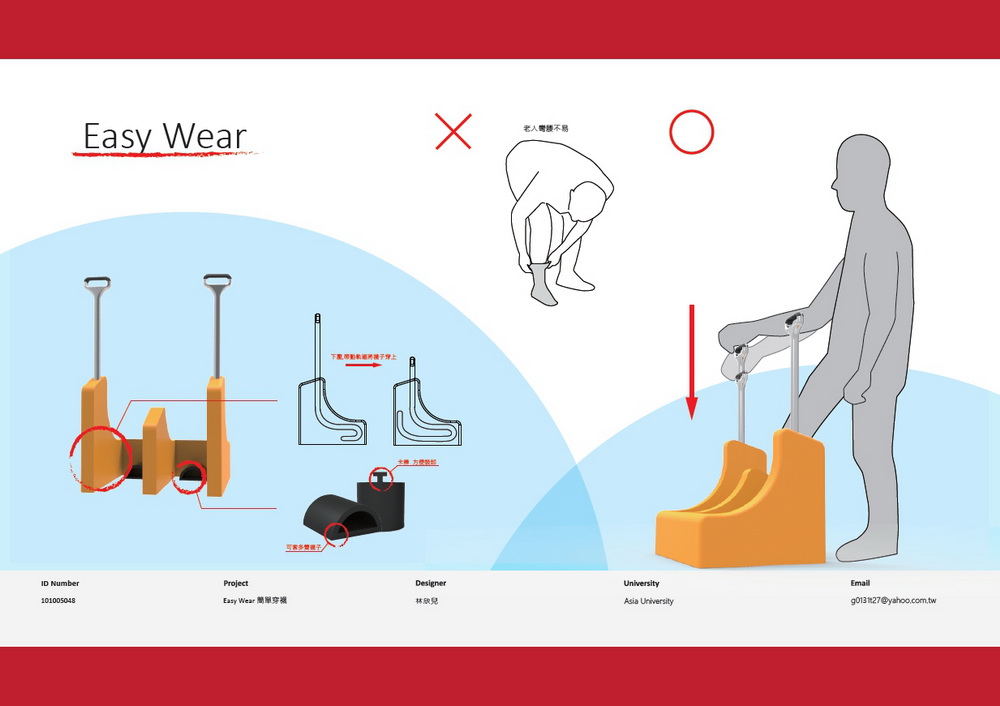 Easy Wear
老人彎腰不易
下壓,帶動軌道將襪子穿上
卡榫 方便裝卸
可套多雙襪子
ID Number
Project
Designer
University
Email
101005048
Easy Wear 簡單穿襪
林欣兒
Asia University
g0131t27@yahoo.com.tw